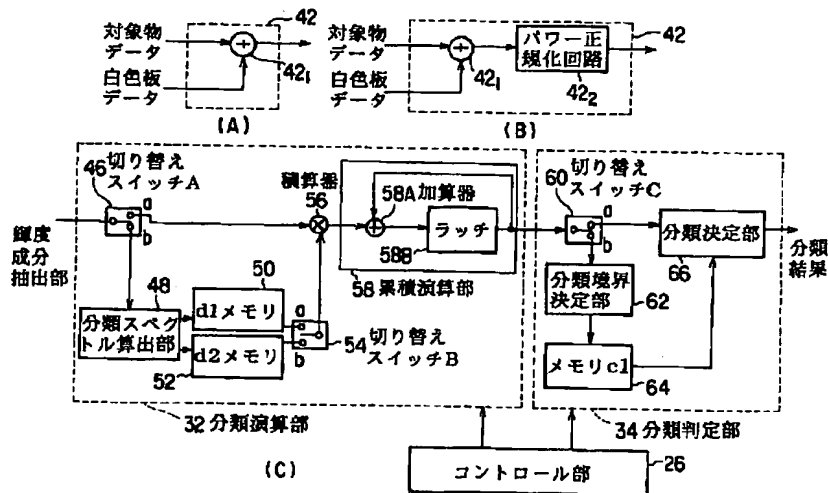 対象物
データ
白色板
データ
42
42₁
(A)
対象物
データ
白色板
データ
42₁
パワー正
規化回路
42₂
42
(B)
46
切り替え
スイッチA
a
b
輝度
成分
抽出部
48
分類スペク
トル算出部
50
d1メモリ
d2メモリ
52
a
b
54 切り替え
スイッチB
積算器
56
58A加算器
ラッチ
58B
58 累積演算部
32分類演算部
60 切り替え
スイッチC
a
b
分類境界
決定部
62
メモリc1
64
分類決定部
66
分類
結果
34分類判定部
コントロール部
26
(C)